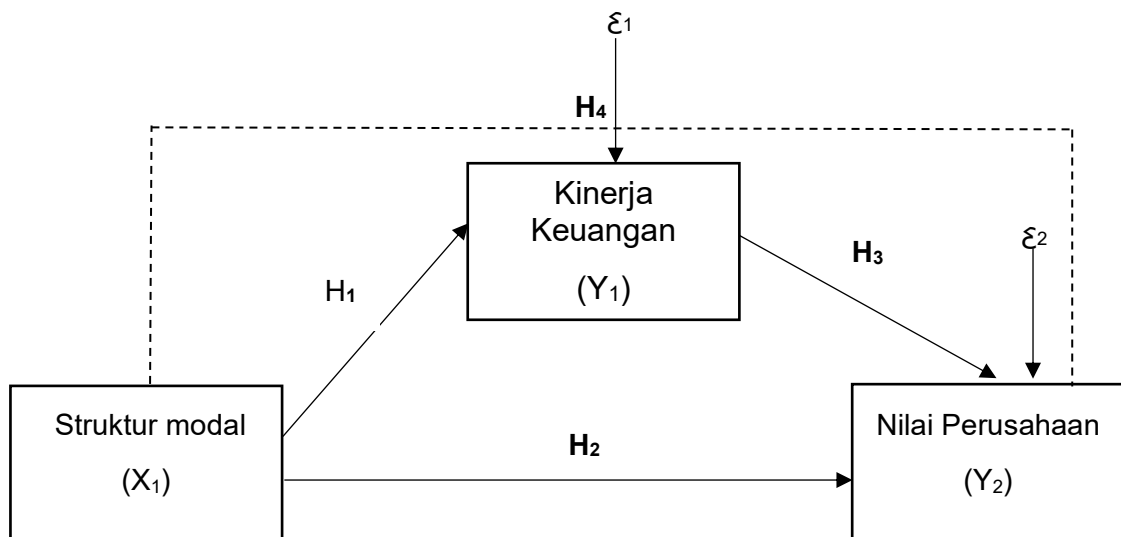 ε1
H4
Kinerja
Keuangan
(Y1)
ε2
H3
H1
Struktur modal
(X1)
H2
Nilai Perusahaan
(Y2)